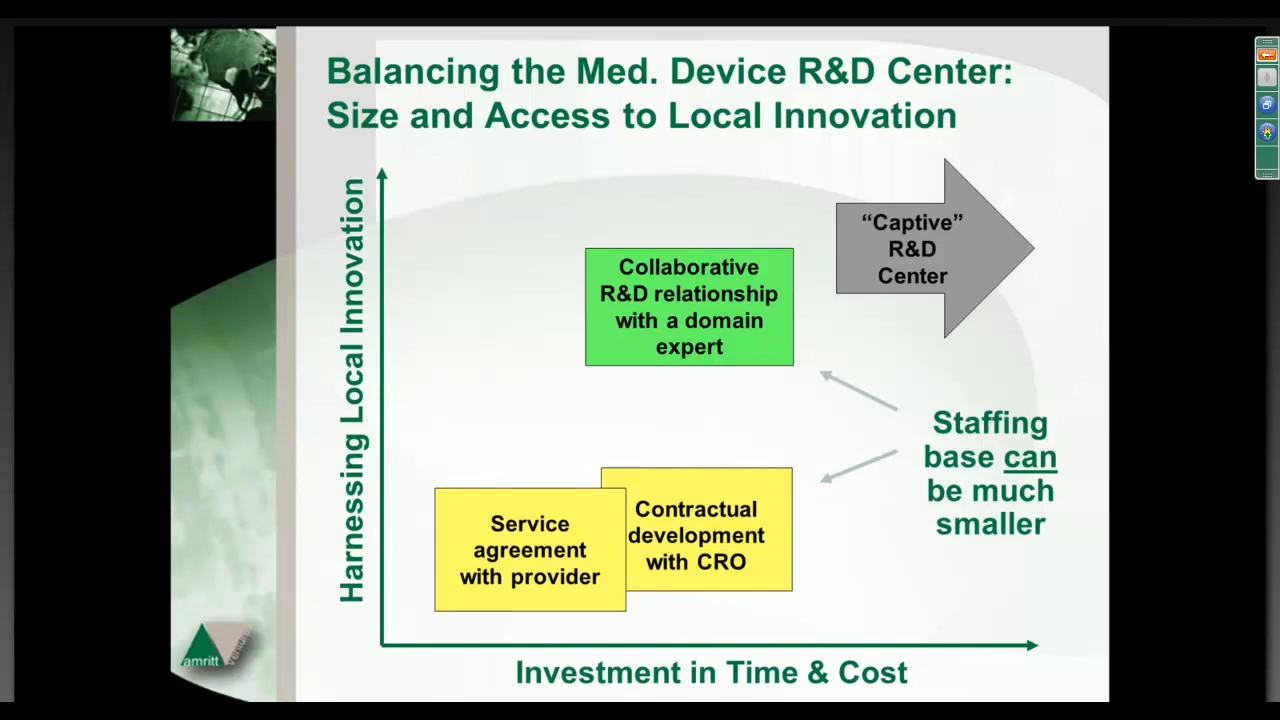 Balancing the Med. Device R&D Center:
Size and Access to Local Innovation
Harnessing Local Innovation
“Captive”
R&D
Center
Collaborative
R&D relationship
with a domain
expert
Staffing
base can
be much
smaller
Service
agreement
with provider
Contractual
development
with CRO
Investment in Time & Cost
amritt
venture